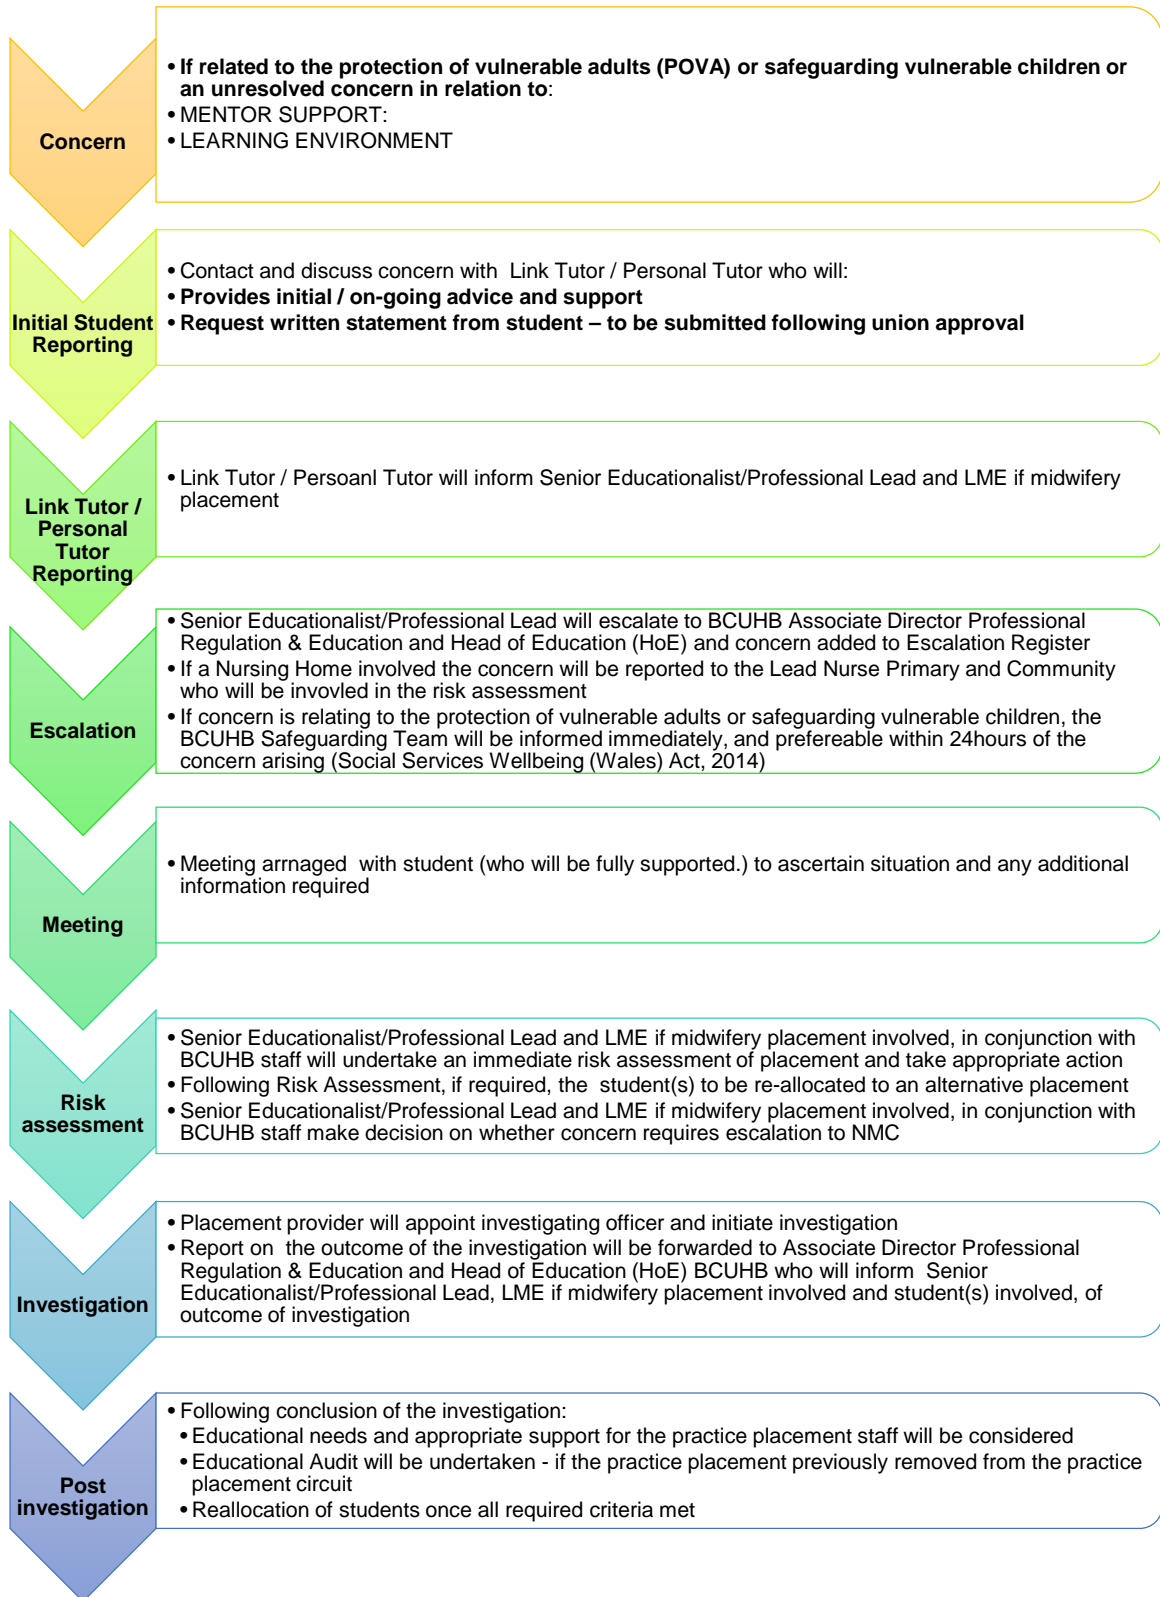 Concern
• If related to the protection of vulnerable adults (POVA) or safeguarding vulnerable children or
an unresolved concern in relation to:
• MENTOR SUPPORT:
• LEARNING ENVIRONMENT
Initial Student
Reporting
• Contact and discuss concern with  Link Tutor / Personal Tutor who will:
• Provides initial / on-going advice and support
• Request written statement from student – to be submitted following union approval
Link Tutor /
Personal
Tutor
Reporting
• Link Tutor / Persoanl Tutor will inform Senior Educationalist/Professional Lead and LME if midwifery
placement
Escalation
• Senior Educationalist/Professional Lead will escalate to BCUHB Associate Director Professional
Regulation & Education and Head of Education (HoE) and concern added to Escalation Register
• If a Nursing Home involved the concern will be reported to the Lead Nurse Primary and Community
who will be invovled in the risk assessment
• If concern is relating to the protection of vulnerable adults or safeguarding vulnerable children, the
BCUHB Safeguarding Team will be informed immediately, and prefereable within 24hours of the
concern arising (Social Services Wellbeing (Wales) Act, 2014)
Meeting
• Meeting arrnaged  with student (who will be fully supported.) to ascertain situation and any additional
information required
Risk
assessment
• Senior Educationalist/Professional Lead and LME if midwifery placement involved, in conjunction with
BCUHB staff will undertake an immediate risk assessment of placement and take appropriate action
• Following Risk Assessment, if required, the  student(s) to be re-allocated to an alternative placement
• Senior Educationalist/Professional Lead and LME if midwifery placement involved, in conjunction with
BCUHB staff make decision on whether concern requires escalation to NMC
Investigation
• Placement provider will appoint investigating officer and initiate investigation
• Report on  the outcome of the investigation will be forwarded to Associate Director Professional
Regulation & Education and Head of Education (HoE) BCUHB who will inform  Senior
Educationalist/Professional Lead, LME if midwifery placement involved and student(s) involved, of
outcome of investigation
Post
investigation
• Following conclusion of the investigation:
• Educational needs and appropriate support for the practice placement staff will be considered
• Educational Audit will be undertaken - if the practice placement previously removed from the practice
placement circuit
• Reallocation of students once all required criteria met